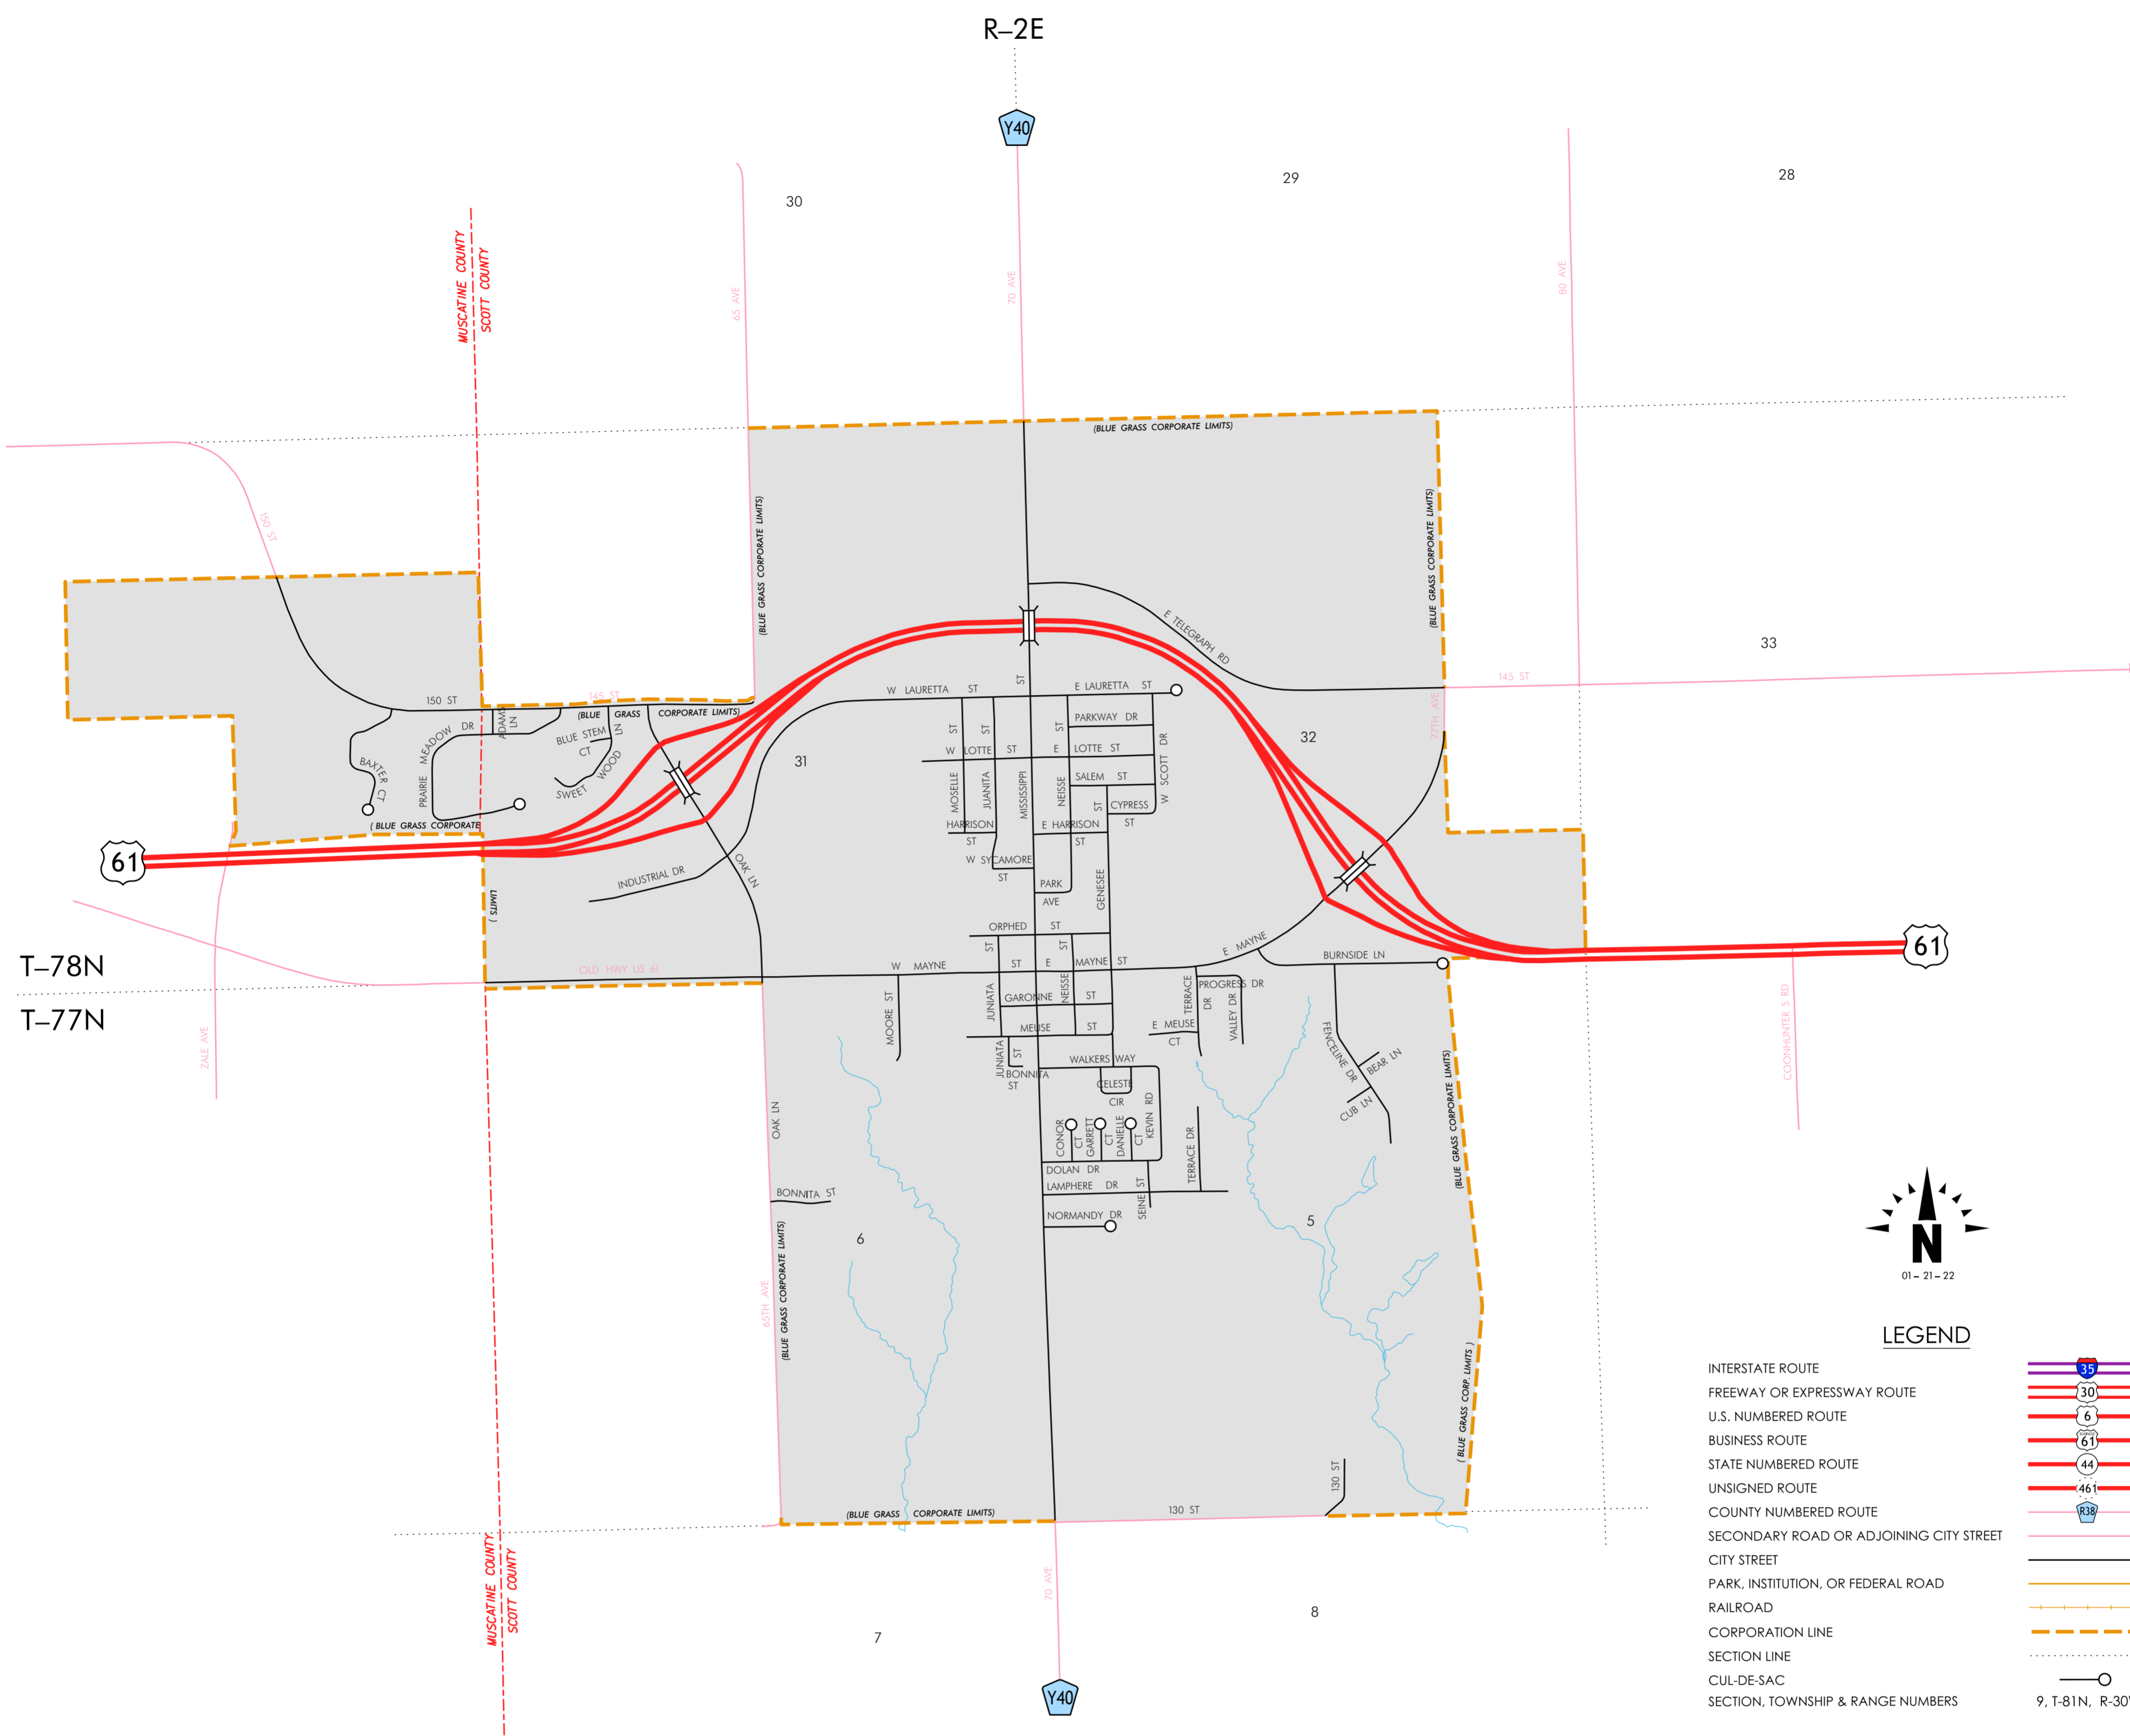 R–2E
Y40
29
28
30
MUSCATINE COUNTY
SCOTT COUNTY
65 AVE
70 AVE
80 AVE
(BLUE GRASS CORPORATE LIMITS)
(BLUE GRASS CORPORATE LIMITS)
(BLUE GRASS CORPORATE LIMITS)
150 ST
E TELEGRAPH RD
33
145 ST
145 ST
77TH AVE
150 ST
(BLUE GRASS CORPORATE LIMITS)
W LAURETTA ST
E LAURETTA ST
ADAMS LN
PRAIRIE MEADOW DR
BLUE STEM CT
SWEET WOOD LN
BAXTER CT
PARKWAY DR
31
32
W LOTTE ST
E LOTTE ST
SALEM ST
CYPRESS ST
W SCOTT DR
MOSELLE ST
JUANITA ST
MISSISSIPPI ST
NEISSE ST
HARRISON ST
E HARRISON ST
(BLUE GRASS CORPORATE
LIMITS)
61
W SYCAMORE ST
PARK AVE
GENESEE ST
INDUSTRIAL DR
OAK LN
ORPHED ST
E MAYNE
61
T–78N
OLD HWY US 61
W MAYNE ST
E MAYNE ST
BURNSIDE LN
T–77N
ZALE AVE
MOORE ST
JUNIATA ST
NEISSE ST
GARONNE ST
MEUSE ST
TERRACE DR
PROGRESS DR
VALLEY DR
E MEUSE CT
FENCELINE DR
BEAR LN
CUB LN
COONHUNTER S RD
(BLUE GRASS CORPORATE LIMITS)
JUNIATA ST
BONNITA ST
WALKERS WAY
CELESTE CIR
OAK LN
CONOR CT
GARRETT CT
DANIELLE CT
KEVIN RD
TERRACE DR
DOLAN DR
LAMPHERE DR
SEINE ST
NORMANDY DR
BONNITA ST
6
5
65TH AVE
(BLUE GRASS CORPORATE LIMITS)
N
01–21–22
(BLUE GRASS CORP. LIMITS)
130 ST
130 ST
(BLUE GRASS CORPORATE LIMITS)
MUSCATINE COUNTY
SCOTT COUNTY
70 AVE
7
8
Y40
LEGEND
INTERSTATE ROUTE 35
FREEWAY OR EXPRESSWAY ROUTE 30
U.S. NUMBERED ROUTE 6
BUSINESS ROUTE 61
STATE NUMBERED ROUTE 44
UNSIGNED ROUTE 461
COUNTY NUMBERED ROUTE R38
SECONDARY ROAD OR ADJOINING CITY STREET
CITY STREET
PARK, INSTITUTION, OR FEDERAL ROAD
RAILROAD
CORPORATION LINE
SECTION LINE
CUL-DE-SAC
SECTION, TOWNSHIP & RANGE NUMBERS 9, T-81N, R-30